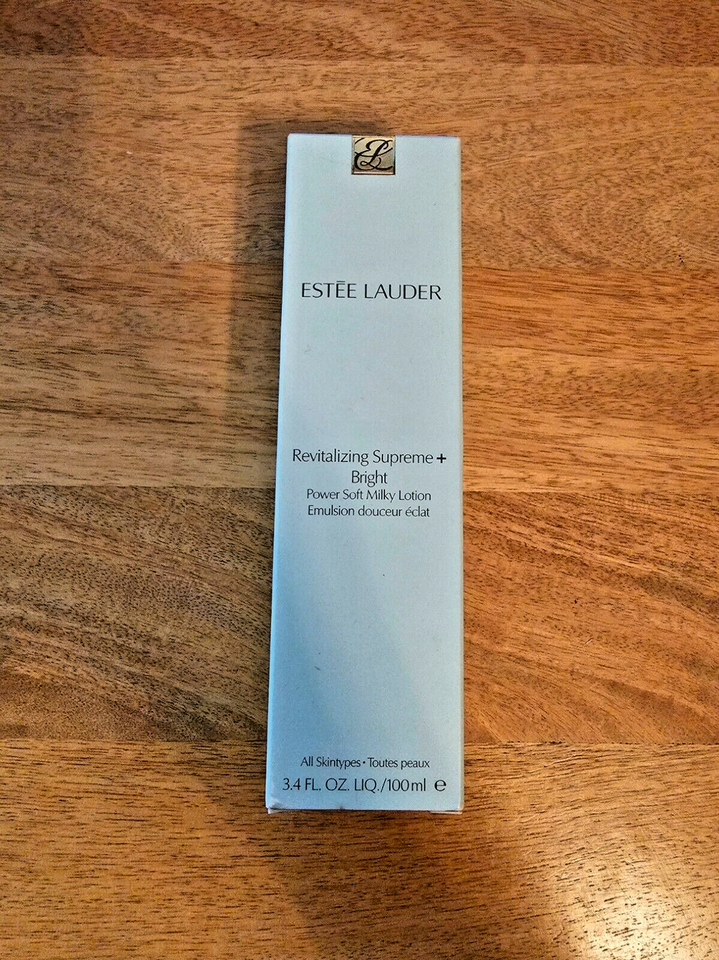 EL
ESTĒE LAUDER
Revitalizing Supreme +
Bright
Power Soft Milky Lotion
Emulsion douceur éclat
All Skintypes • Toutes peaux
3.4 FL. OZ. LIQ./100 ml ℮